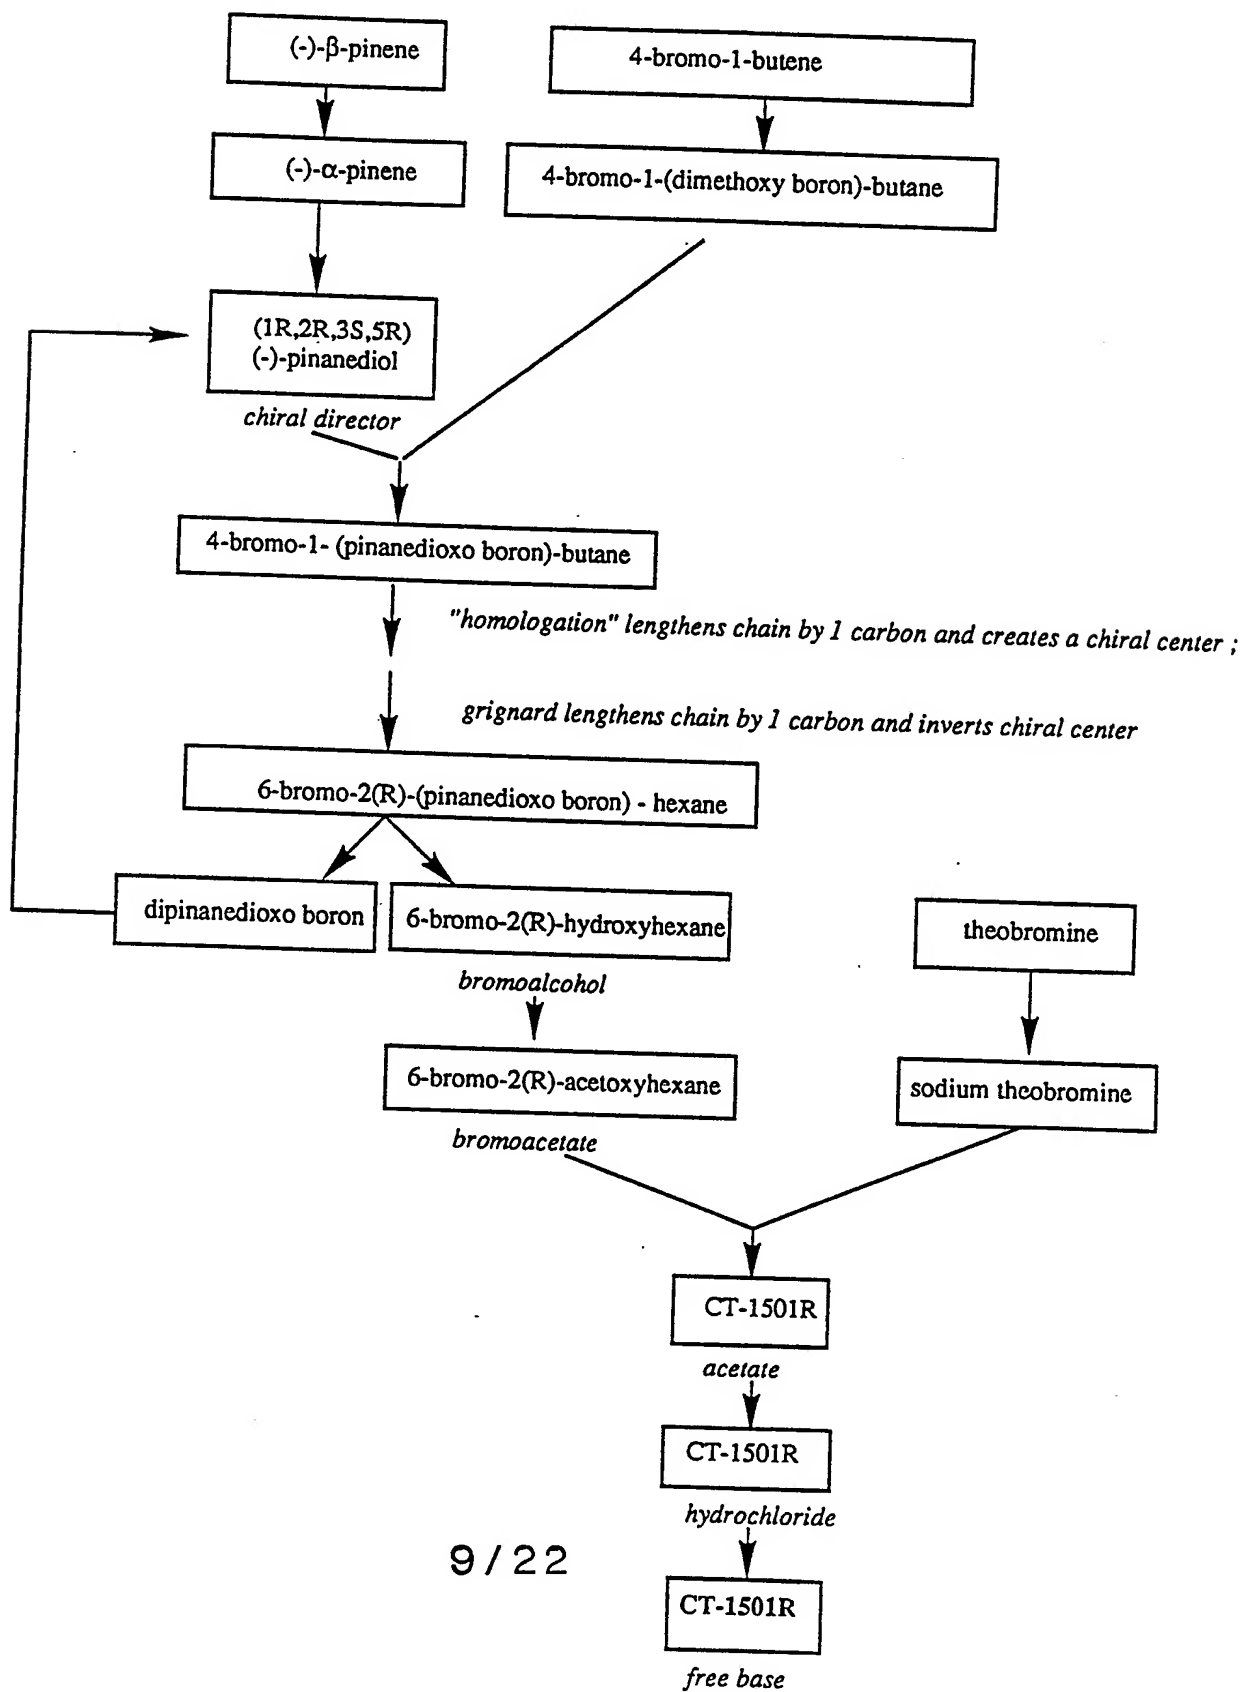 (-)-β-pinene
4-bromo-1-butene
(-)-α-pinene
4-bromo-1-(dimethoxy boron)-butane
(1R,2R,3S,5R)
(-)-pinanediol
chiral director
4-bromo-1- (pinanedioxo boron)-butane
"homologation" lengthens chain by 1 carbon and creates a chiral center ;
grignard lengthens chain by 1 carbon and inverts chiral center
6-bromo-2(R)-(pinanedioxo boron) - hexane
dipinanedioxo boron
6-bromo-2(R)-hydroxyhexane
theobromine
bromoalcohol
6-bromo-2(R)-acetoxyhexane
sodium theobromine
bromoacetate
CT-1501R
acetate
CT-1501R
hydrochloride
9/22
CT-1501R
free base